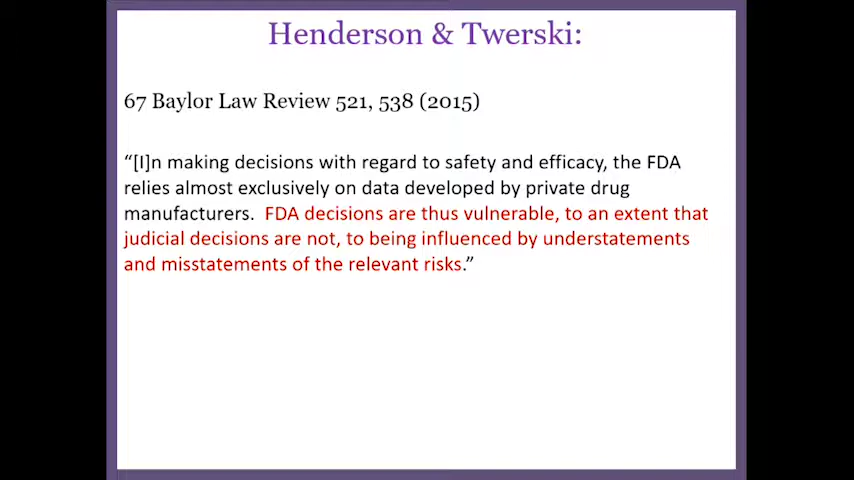 Henderson & Twerski:
67 Baylor Law Review 521, 538 (2015)
“[I]n making decisions with regard to safety and efficacy, the FDA
relies almost exclusively on data developed by private drug
manufacturers.  FDA decisions are thus vulnerable, to an extent that
judicial decisions are not, to being influenced by understatements
and misstatements of the relevant risks.”